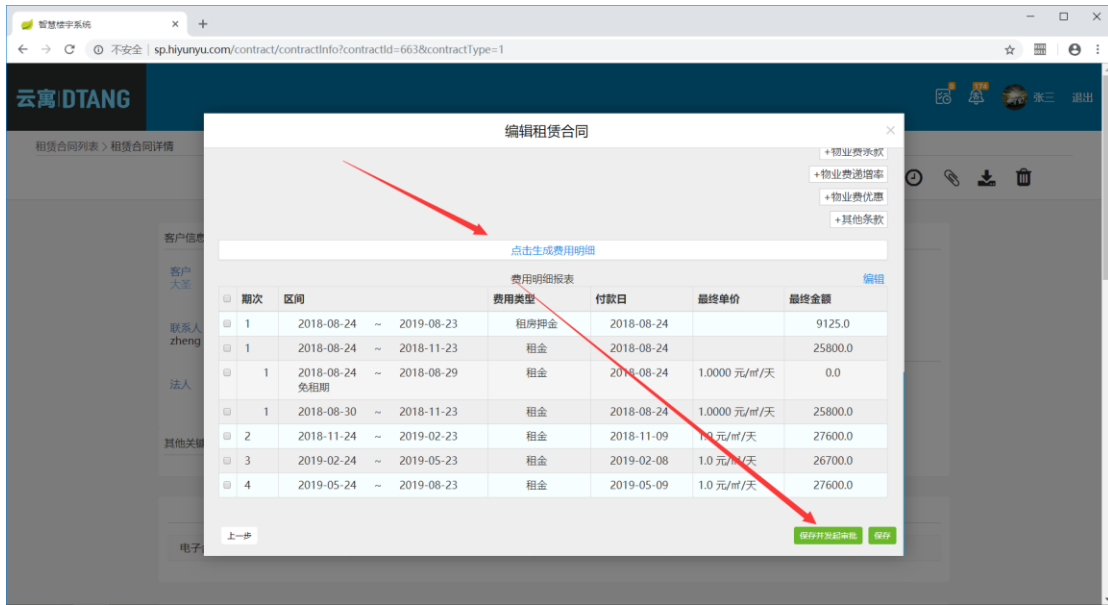 智慧楼宇系统
不安全 | sp.hiyunyu.com/contract/contractInfo?contractId=663&contractType=1
云寓|DTANG
174
张三 退出
租赁合同列表 > 租赁合同详情
编辑租赁合同
+物业费条款
+物业费递增率
+物业费优惠
+其他条款
客户信息
点击生成费用明细
客户
大圣
费用明细报表 编辑
期次 区间 费用类型 付款日 最终单价 最终金额
1 2018-08-24 ~ 2019-08-23 租房押金 2018-08-24 9125.0
联系人
zheng
1 2018-08-24 ~ 2018-11-23 租金 2018-08-24 25800.0
1 2018-08-24 ~ 2018-08-29 租金 2018-08-24 1.0000 元/㎡/天 0.0
免租期
法人
1 2018-08-30 ~ 2018-11-23 租金 2018-08-24 1.0000 元/㎡/天 25800.0
其他关键
2 2018-11-24 ~ 2019-02-23 租金 2018-11-09 1.0 元/㎡/天 27600.0
3 2019-02-24 ~ 2019-05-23 租金 2019-02-08 1.0 元/㎡/天 26700.0
4 2019-05-24 ~ 2019-08-23 租金 2019-05-09 1.0 元/㎡/天 27600.0
上一步 保存并发起审批 保存
电子